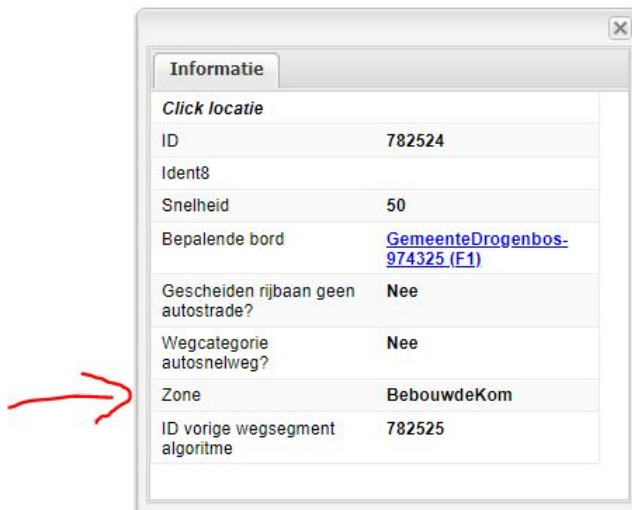 Informatie
Click locatie
ID 782524
Ident8
Snelheid 50
Bepalende bord GemeenteDrogenbos-
974325 (F1)
Gescheiden rijbaan geen Nee
autostrade?
Wegcategorie Nee
autosnelweg?
Zone BebouwdeKom
ID vorige wegsegment 782525
algoritme